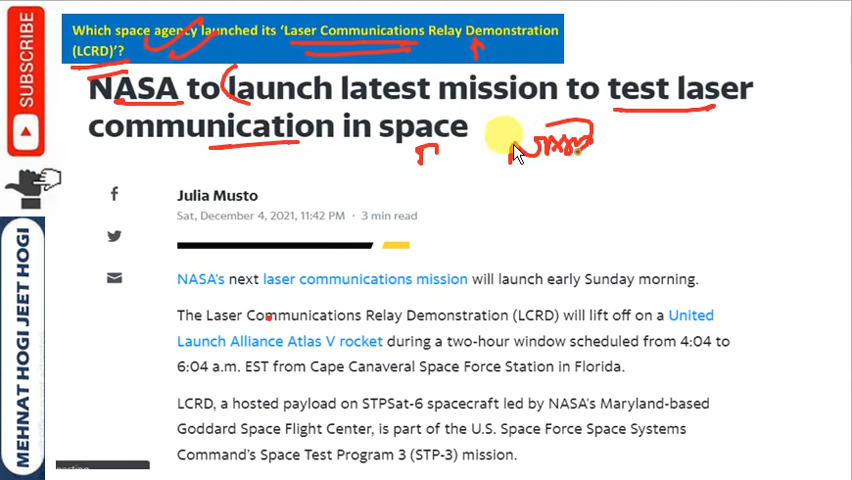 Which space agency launched its ‘Laser Communications Relay Demonstration
(LCRD)’?
NASA to launch latest mission to test laser
communication in space
SUBSCRIBE
MEHNAT HOGI JEET HOGI
Julia Musto
Sat, December 4, 2021, 11:42 PM · 3 min read
NASA's next laser communications mission will launch early Sunday morning.
The Laser Communications Relay Demonstration (LCRD) will lift off on a United
Launch Alliance Atlas V rocket during a two-hour window scheduled from 4:04 to
6:04 a.m. EST from Cape Canaveral Space Force Station in Florida.
LCRD, a hosted payload on STPSat-6 spacecraft led by NASA's Maryland-based
Goddard Space Flight Center, is part of the U.S. Space Force Space Systems
Command's Space Test Program 3 (STP-3) mission.